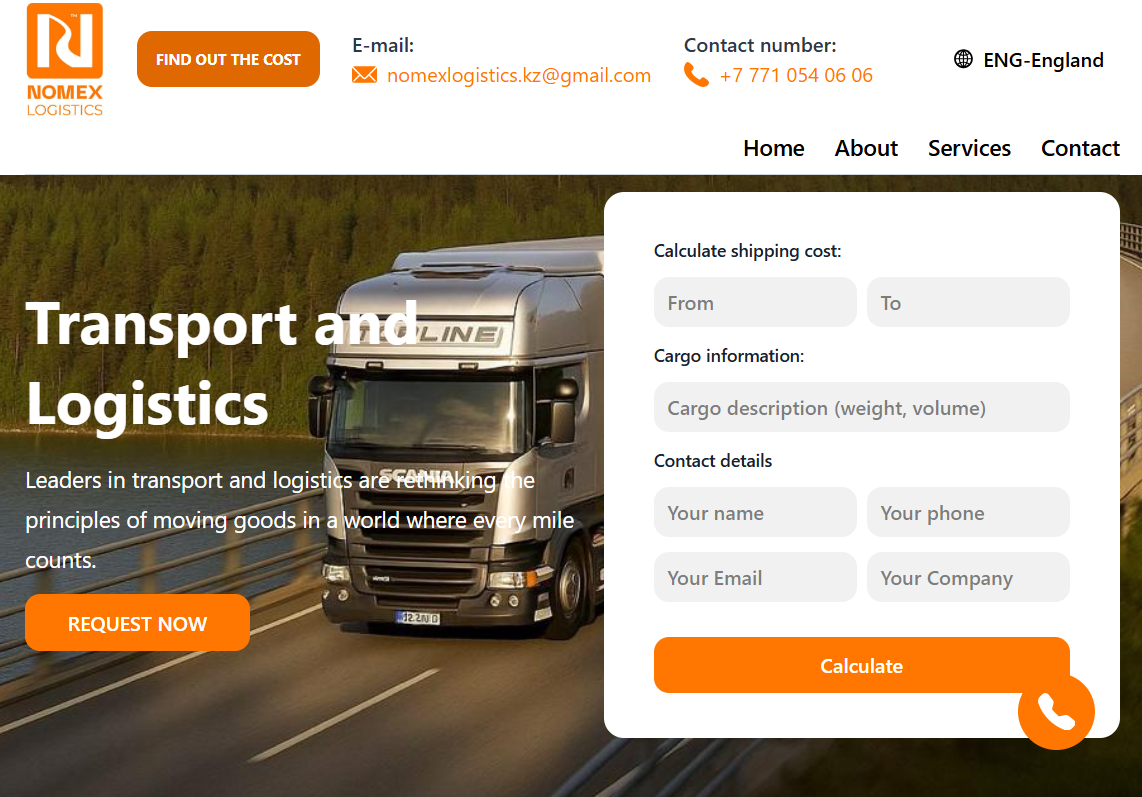 NOMEX
LOGISTICS
FIND OUT THE COST
E-mail:
nomexlogistics.kz@gmail.com
Contact number:
+7 771 054 06 06
ENG-England
Home About Services Contact
Transport and
Logistics
Leaders in transport and logistics are rethinking the
principles of moving goods in a world where every mile
counts.
REQUEST NOW
SCANIA
Calculate shipping cost:
From To
Cargo information:
Cargo description (weight, volume)
Contact details
Your name Your phone
Your Email Your Company
Calculate